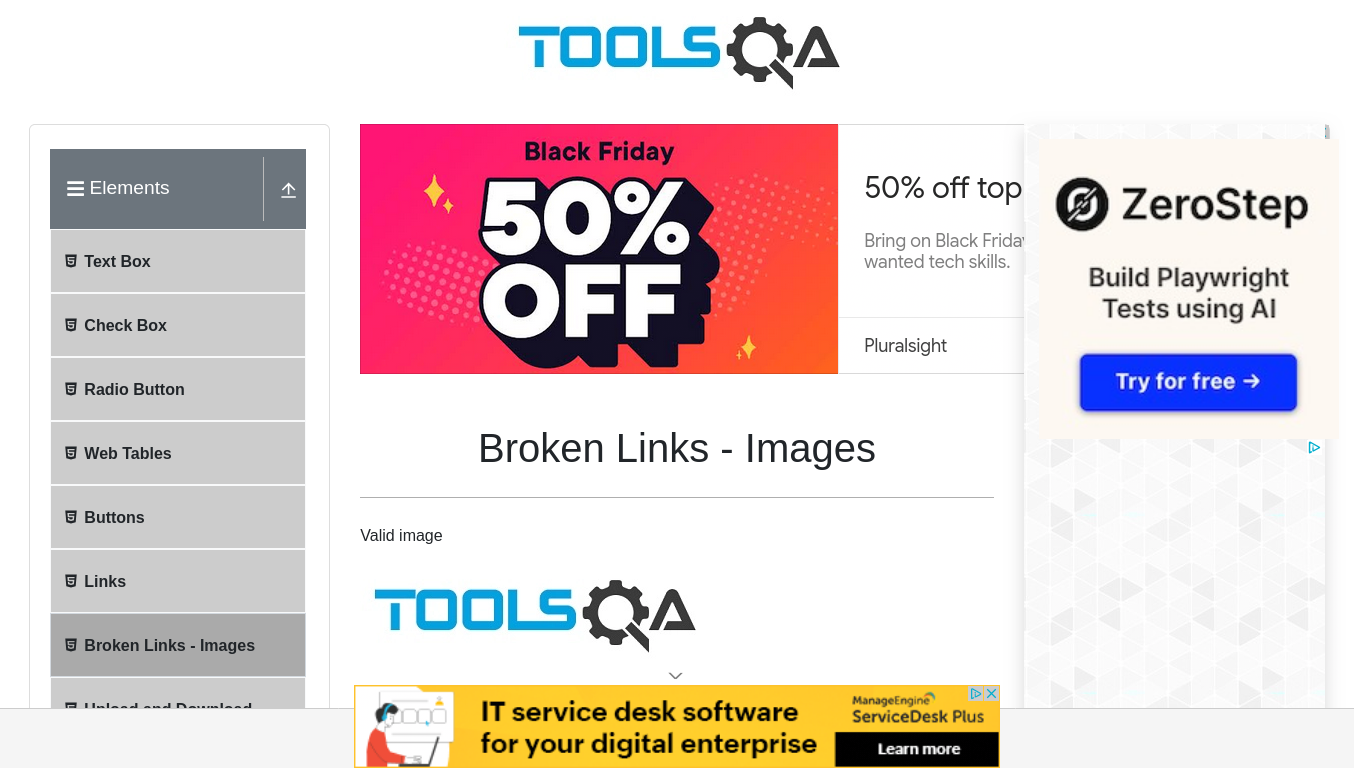 TOOLSQA
Elements
Text Box
Check Box
Radio Button
Web Tables
Buttons
Links
Broken Links - Images
Upload and Download
Black Friday
50%
OFF
50% off top
Bring on Black Friday
wanted tech skills.
Pluralsight
ZeroStep
Build Playwright
Tests using AI
Try for free →
Broken Links - Images
Valid image
TOOLSQA
IT service desk software
for your digital enterprise
ManageEngine
ServiceDesk Plus
Learn more